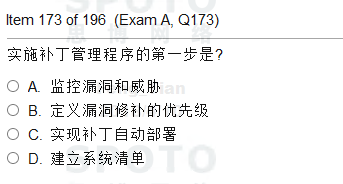 Item 173 of 196 (Exam A, Q173)
实施补丁管理程序的第一步是?
A. 监控漏洞和威胁
B. 定义漏洞修补的优先级
C. 实现补丁自动部署
D. 建立系统清单
SPOTO